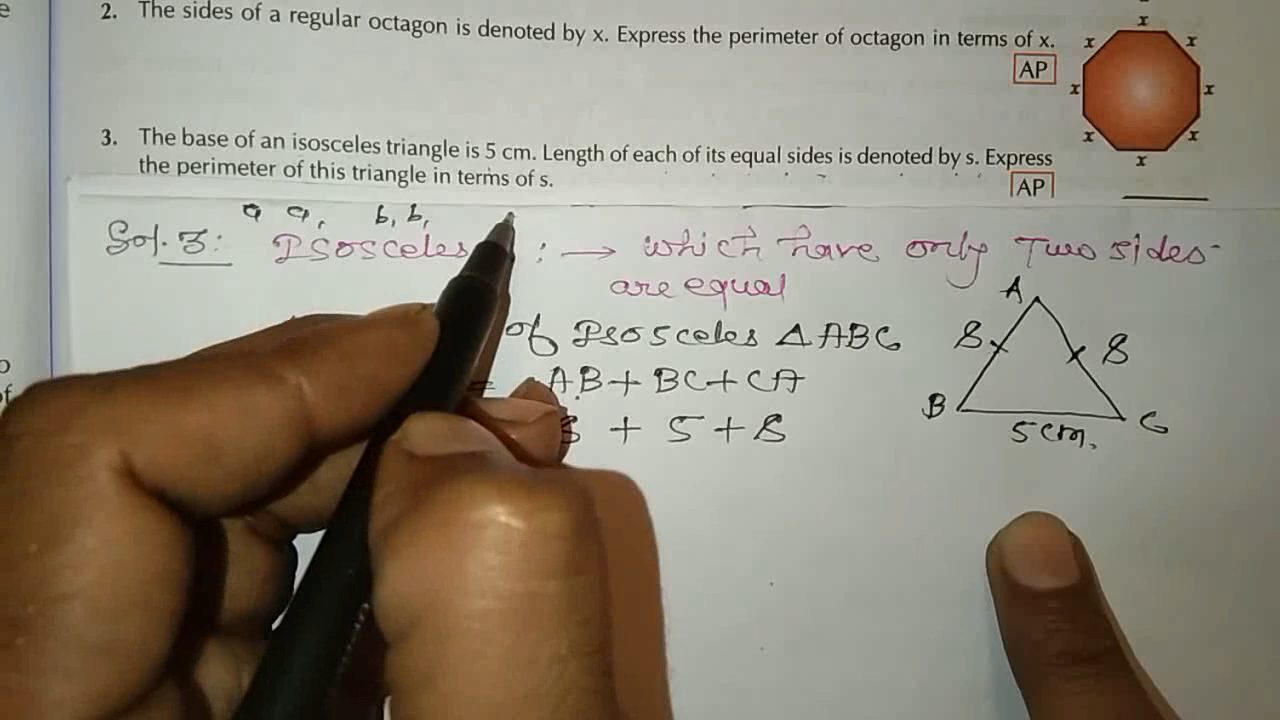 2. The sides of a regular octagon is denoted by x. Express the perimeter of octagon in terms of x.
AP
x
x x
x x
x x
x
3. The base of an isosceles triangle is 5 cm. Length of each of its equal sides is denoted by s. Express
the perimeter of this triangle in terms of s.
AP
a a, b, b,
Sol. 3: Isosceles : → which have only Two sides
are equal
of Isosceles △ABC
= AB + BC + CA
+ 5 + S
A
S S
B C
5cm.